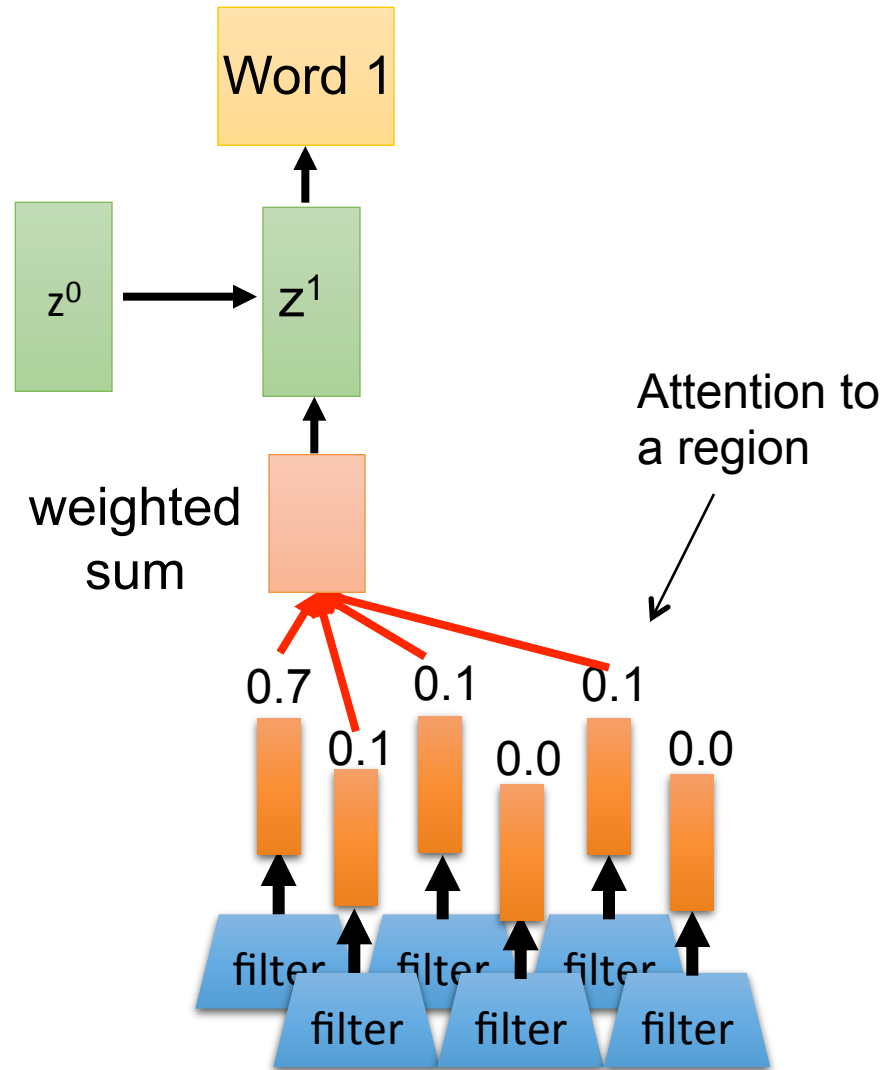 Word 1
z⁰
z¹
Attention to
a region
weighted
sum
0.7
0.1
0.1
0.1
0.0
0.0
filter
filter
filter
filter
filter
filter